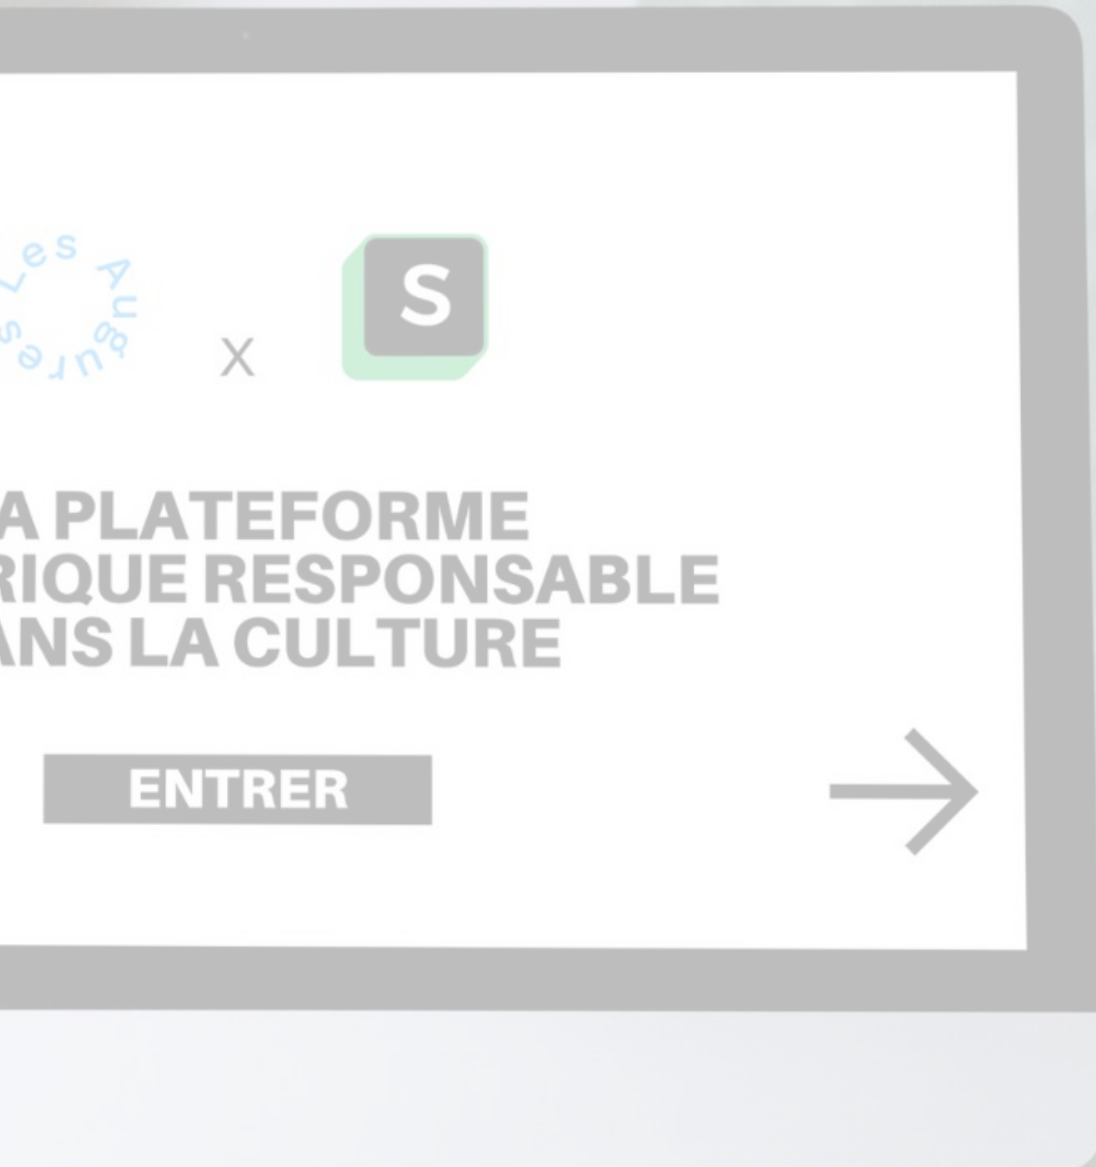 Les Augures
X
S
A PLATEFORME
RIQUE RESPONSABLE
ANS LA CULTURE
ENTRER